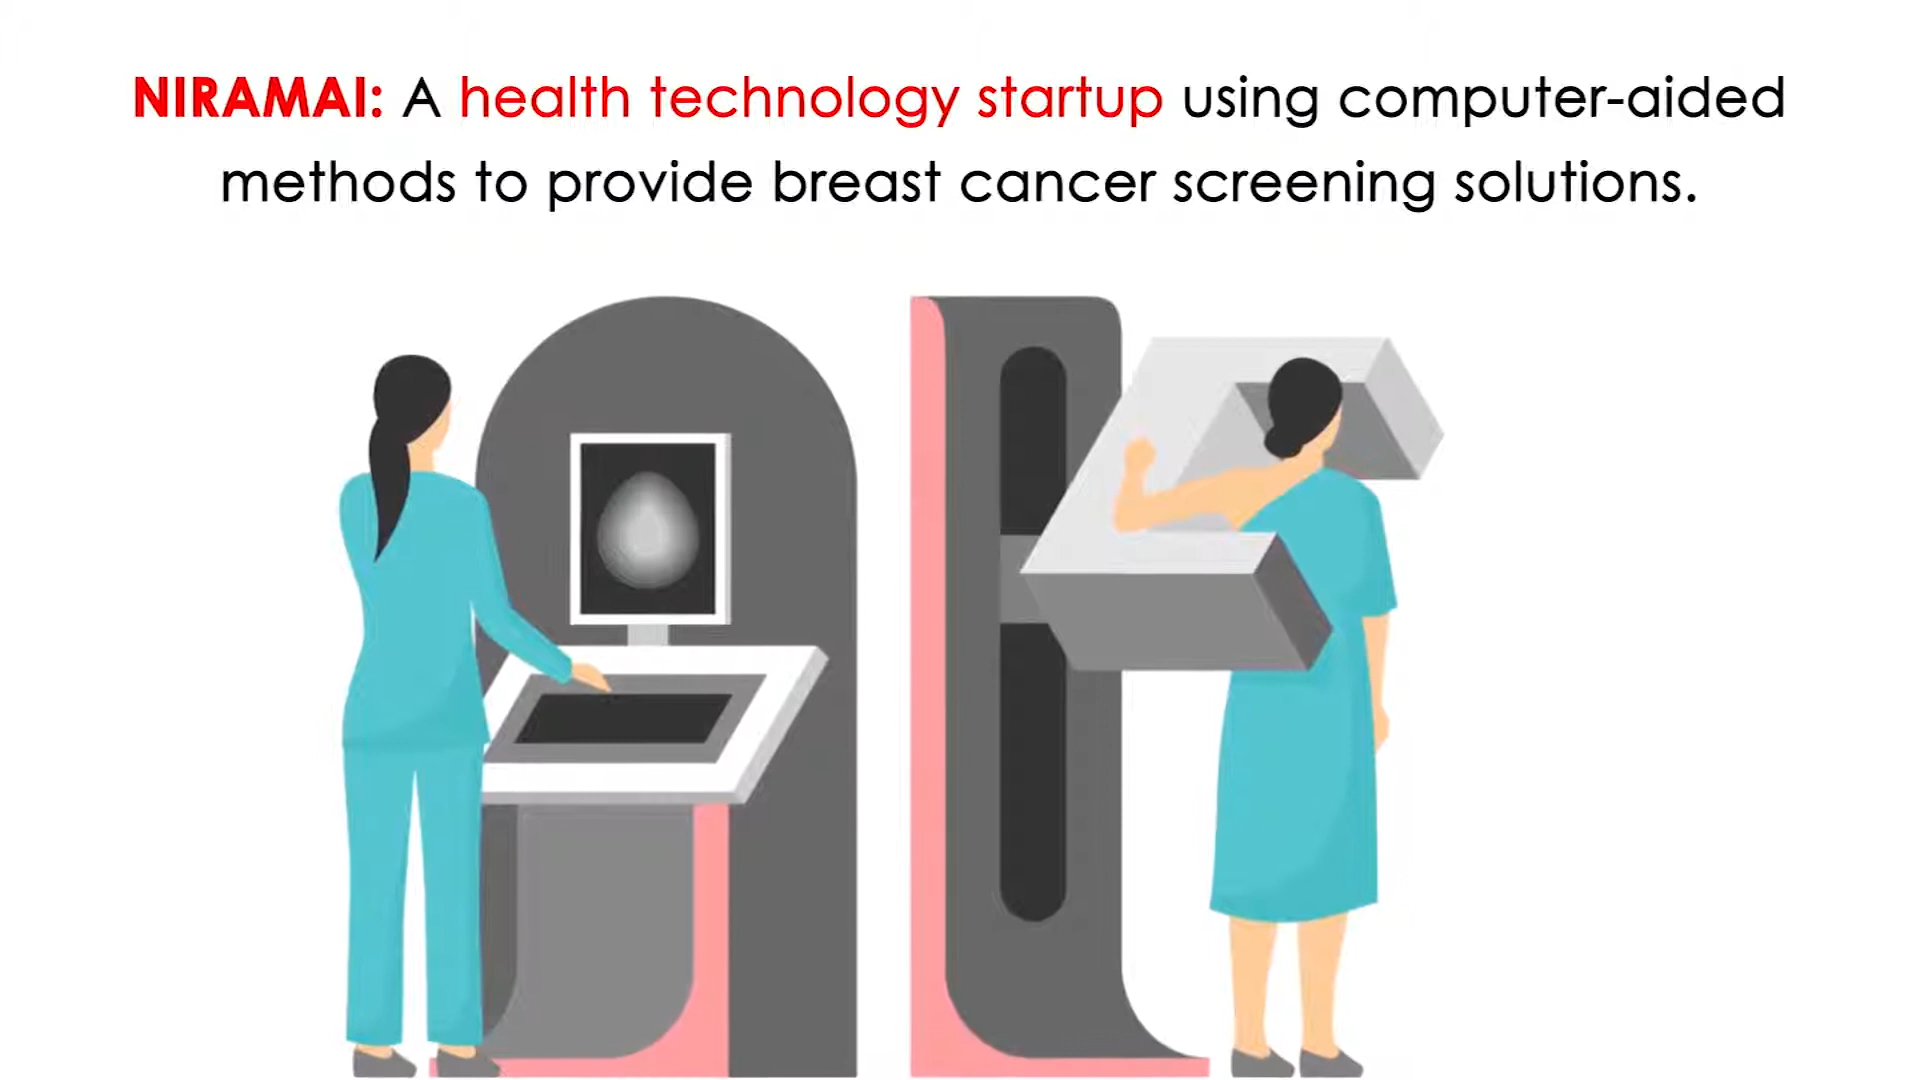 NIRAMAI: A health technology startup using computer-aided
methods to provide breast cancer screening solutions.